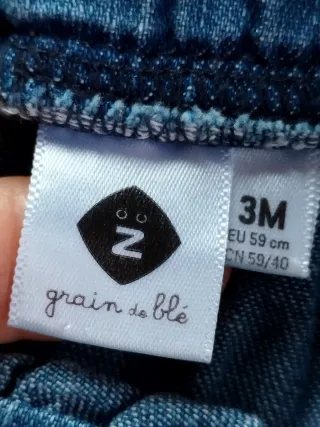 Z
grain de blé
3M
EU 59 cm
CN 59/40